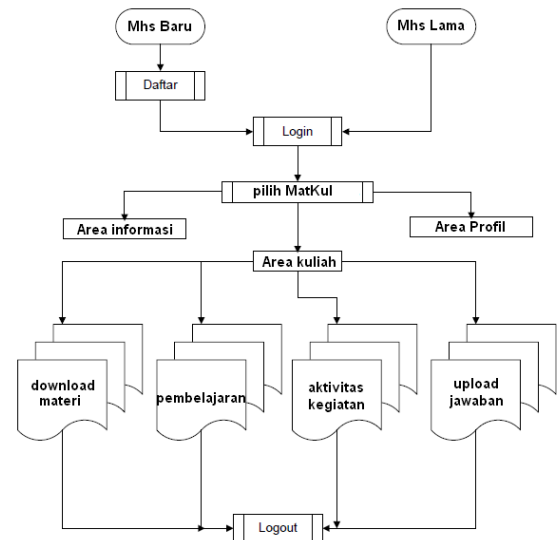 Mhs Baru
Mhs Lama
Daftar
Login
pilih MatKul
Area informasi
Area Profil
Area kuliah
download
materi
pembelajaran
aktivitas
kegiatan
upload
jawaban
Logout